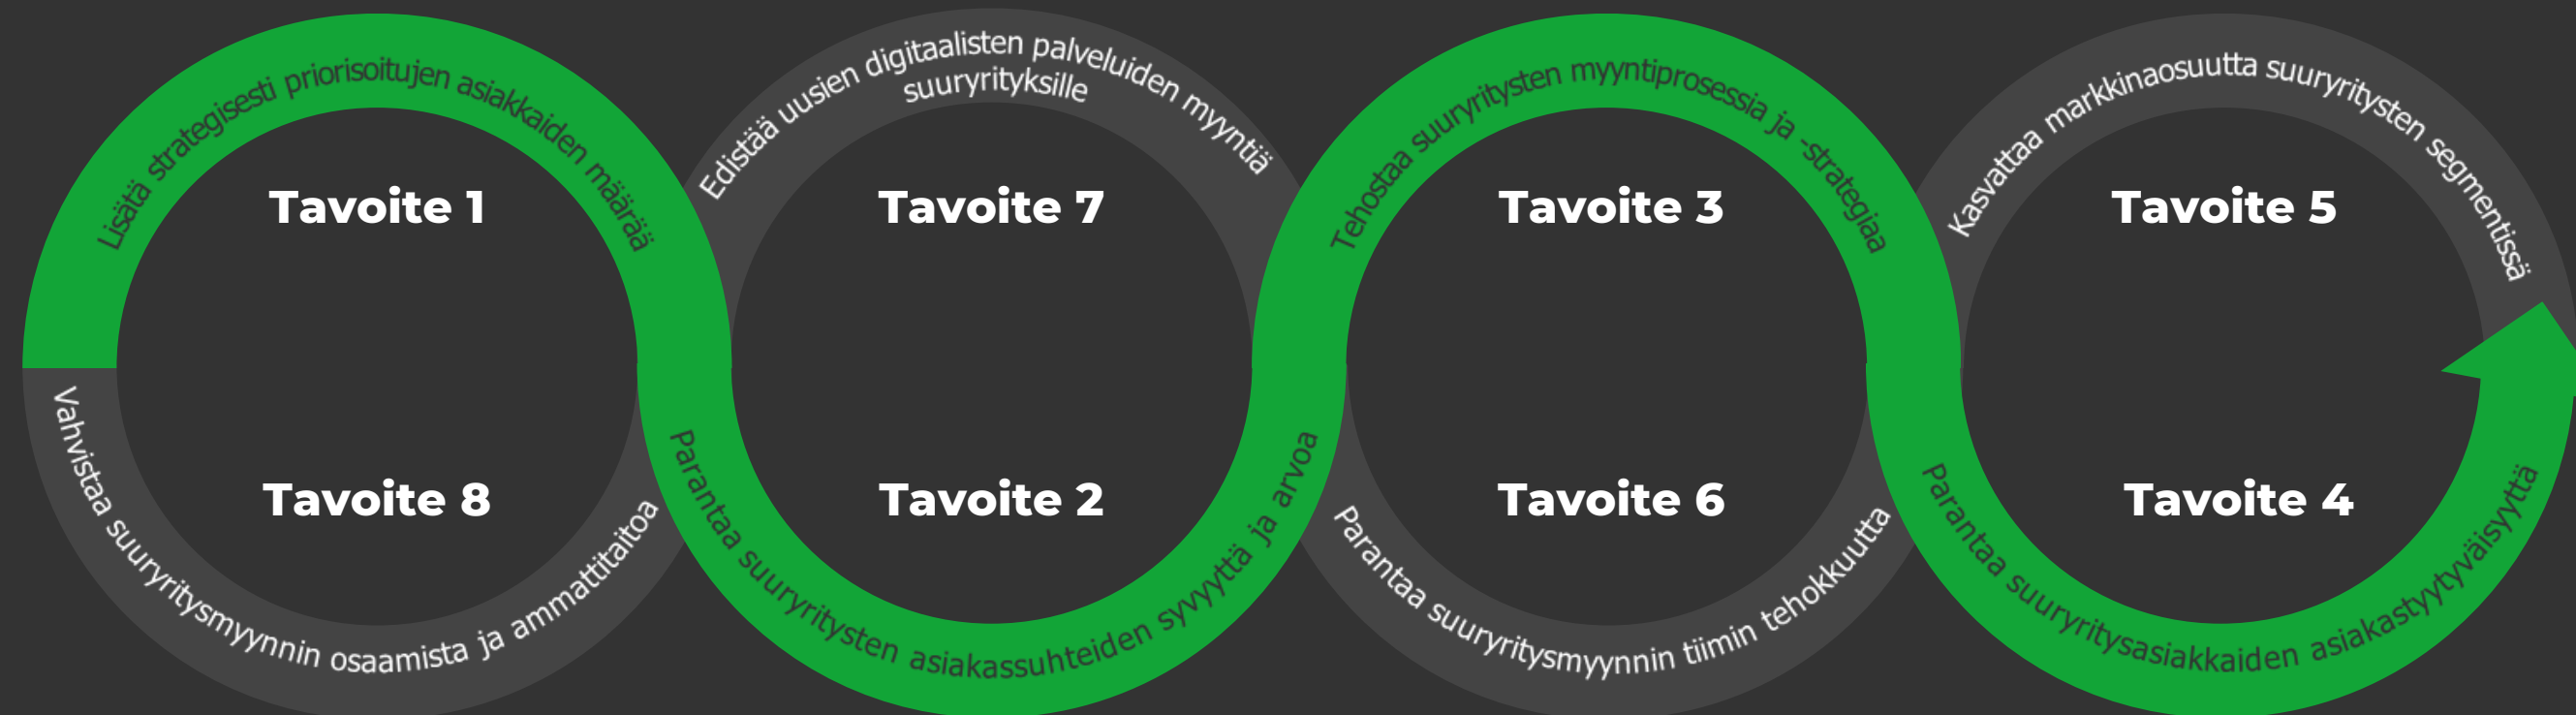 Lisätä strategisesti priorisoitujen asiakkaiden määrää
Tavoite 1
Edistää uusien digitaalisten palveluiden myyntiä
suuryrityksille
Tavoite 7
Tehostaa suuryritysten myyntiprosessia ja -strategiaa
Tavoite 3
Kasvattaa markkinaosuutta suuryritysten segmentissä
Tavoite 5
Tavoite 8
Vahvistaa suuryritysmyynnin osaamista ja ammattitaitoa
Tavoite 2
Parantaa suuryritysten asiakassuhteiden syvyyttä ja arvoa
Tavoite 6
Parantaa suuryritysmyynnin tiimin tehokkuutta
Tavoite 4
Parantaa suuryritysasiakkaiden asiakastyytyväisyyttä